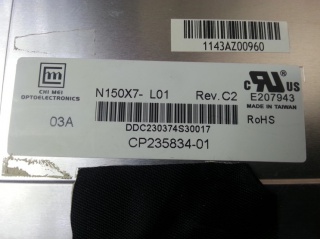 1143AZ00960
CHI MEI
OPTOELECTRONICS
N150X7- L01 Rev.C2
E207943
MADE IN TAIWAN
03A
RoHS
DDC230374S30017
CP235834-01